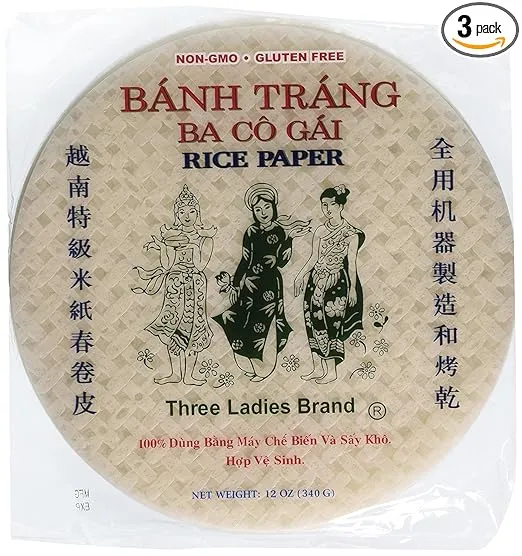 3 pack
NON-GMO • GLUTEN FREE
BÁNH TRÁNG
BA CÔ GÁI
RICE PAPER
越南特級米紙春卷皮
全用机器製造和烤乾
Three Ladies Brand ®
100% Dùng Bằng Máy Chế Biến Và Sấy Khô.
Hợp Vệ Sinh.
NET WEIGHT: 12 OZ (340 G)
MFG
EXP